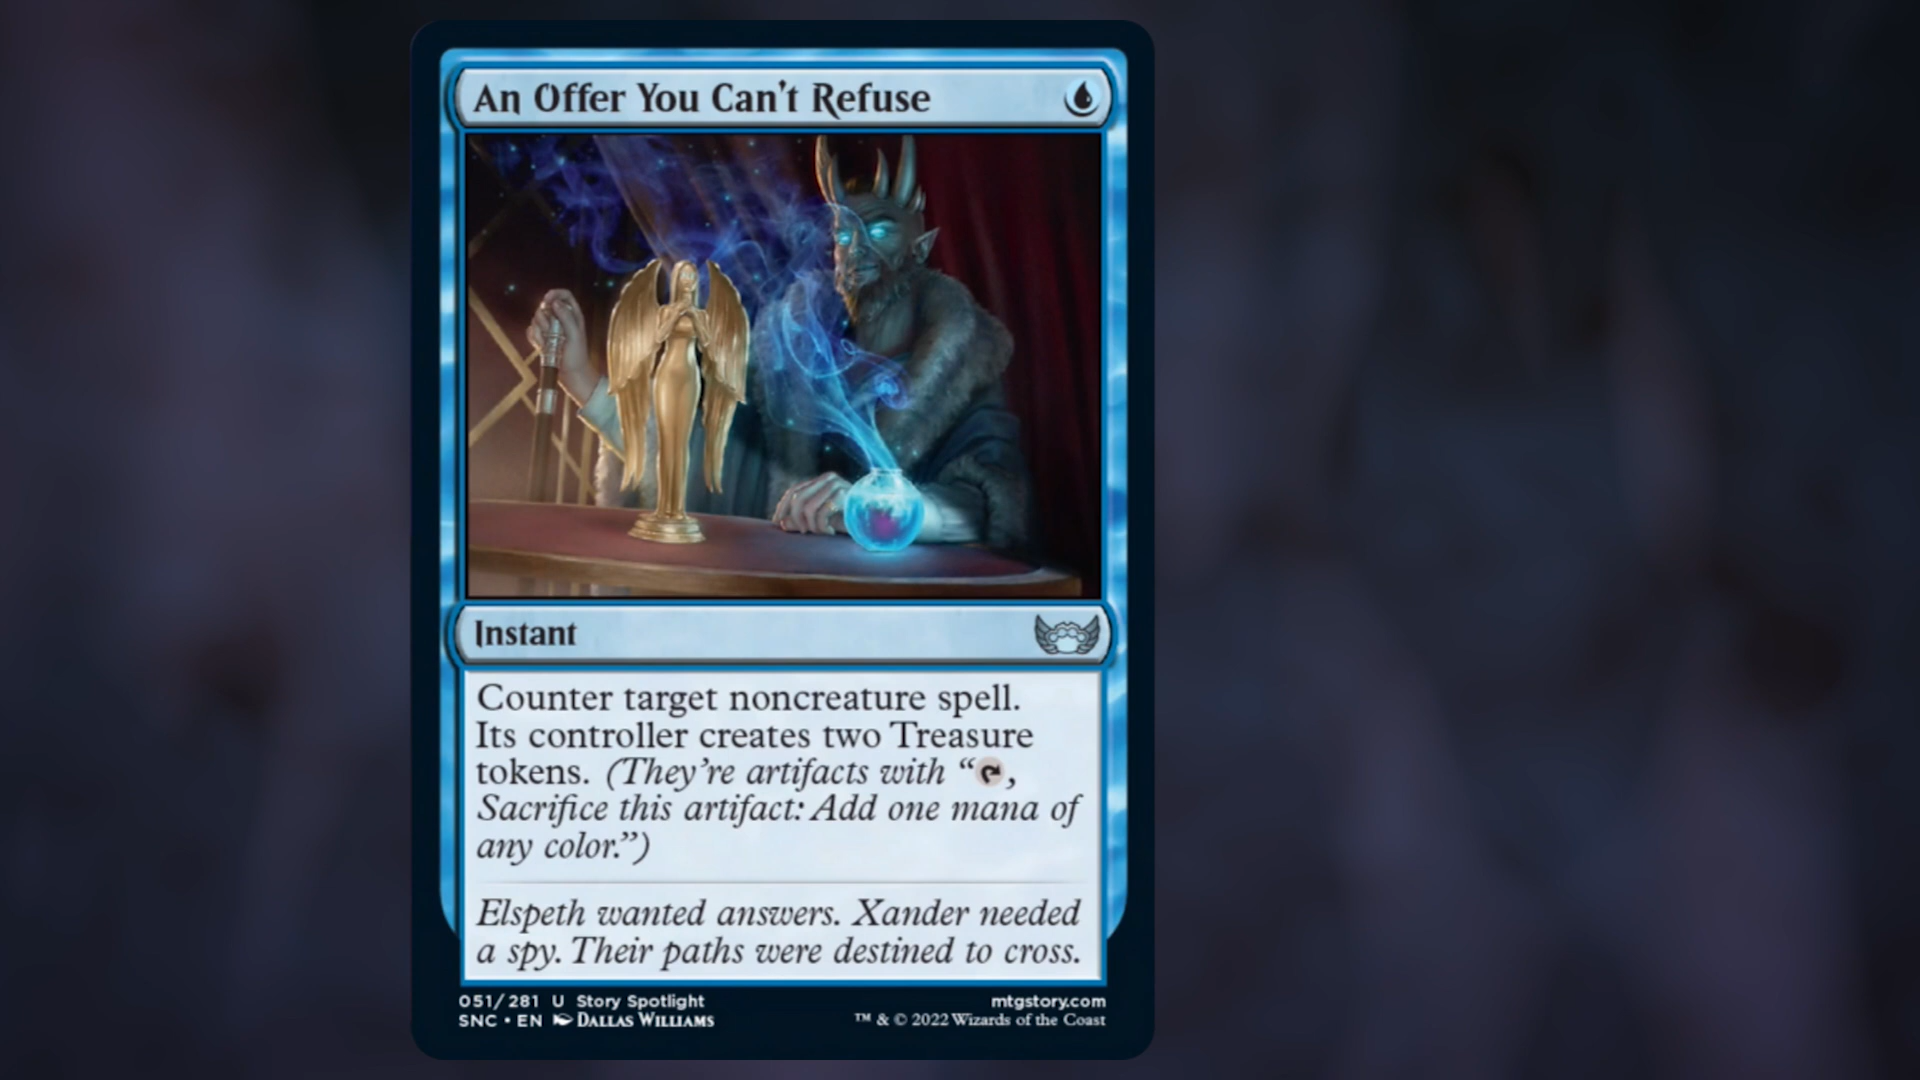 An Offer You Can't Refuse
Instant
Counter target noncreature spell.
Its controller creates two Treasure
tokens. (They're artifacts with “,
Sacrifice this artifact: Add one mana of
any color.”)
Elspeth wanted answers. Xander needed
a spy. Their paths were destined to cross.
051/281 U Story Spotlight
SNC • EN DALLAS WILLIAMS
mtgstory.com
™ & © 2022 Wizards of the Coast